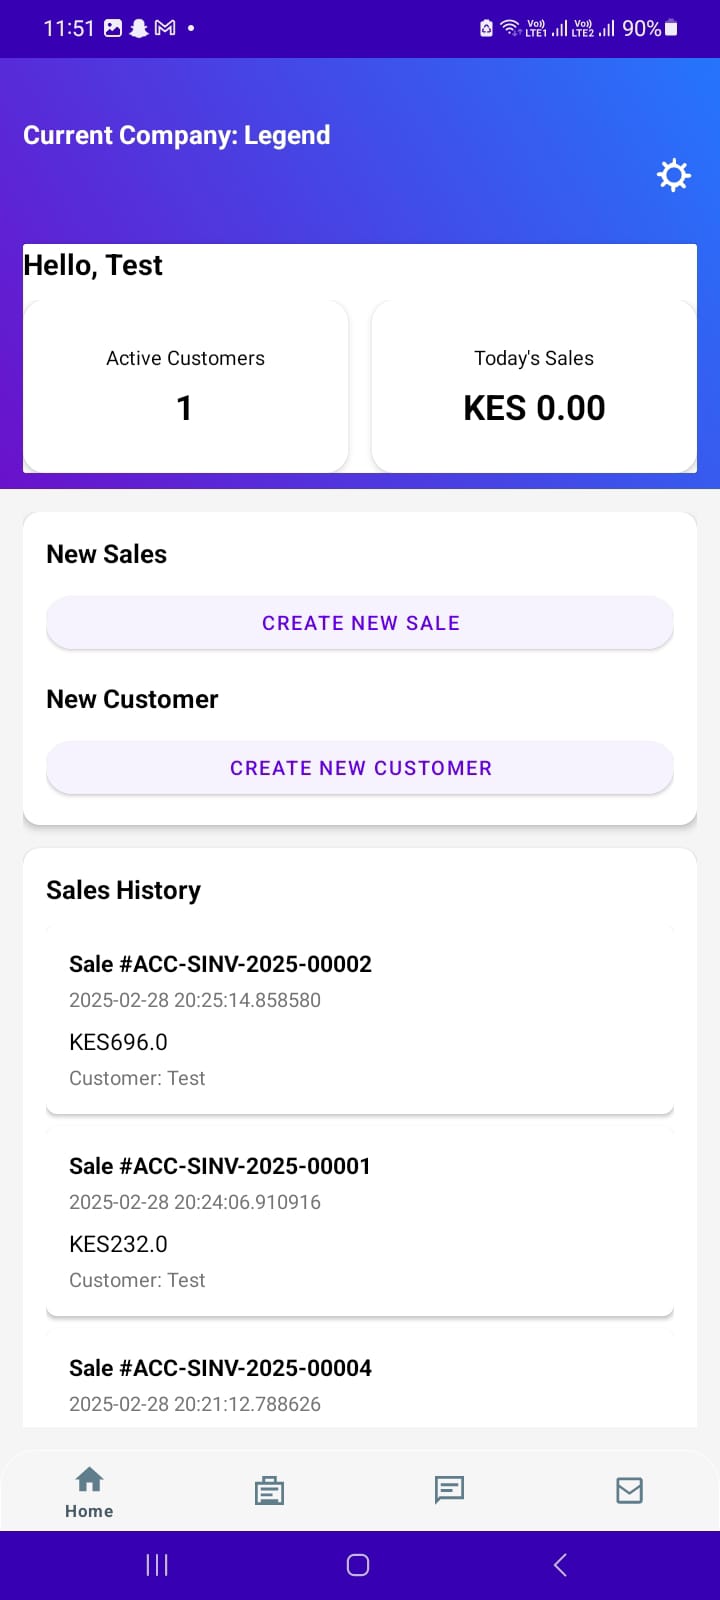 11:51
Vo)) LTE1 Vo)) LTE2 90%
Current Company: Legend
Hello, Test
Active Customers
1
Today's Sales
KES 0.00
New Sales
CREATE NEW SALE
New Customer
CREATE NEW CUSTOMER
Sales History
Sale #ACC-SINV-2025-00002
2025-02-28 20:25:14.858580
KES696.0
Customer: Test
Sale #ACC-SINV-2025-00001
2025-02-28 20:24:06.910916
KES232.0
Customer: Test
Sale #ACC-SINV-2025-00004
2025-02-28 20:21:12.788626
Home